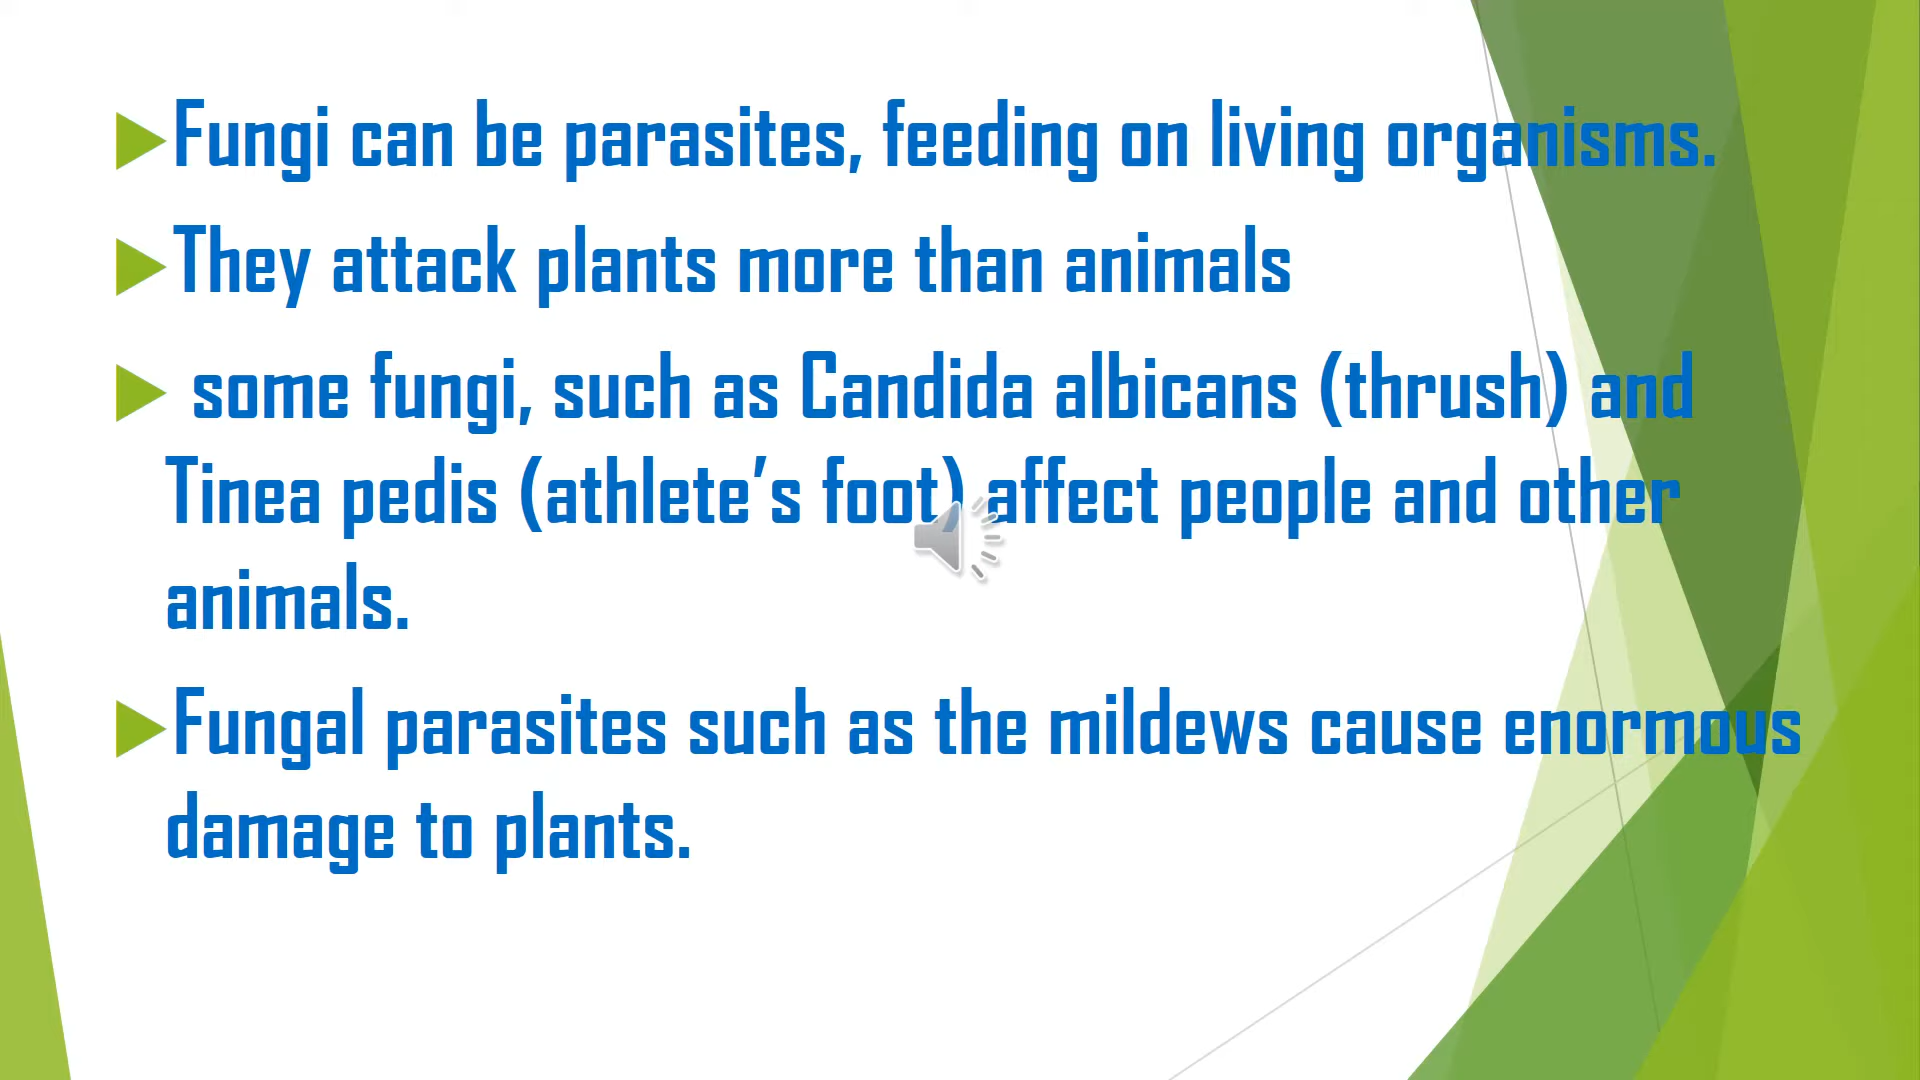 Fungi can be parasites, feeding on living organisms.
They attack plants more than animals
some fungi, such as Candida albicans (thrush) and
Tinea pedis (athlete's foot) affect people and other
animals.
Fungal parasites such as the mildews cause enormous
damage to plants.